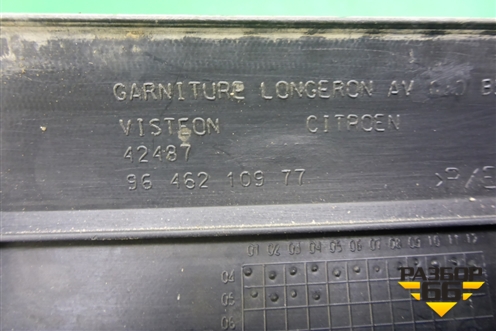 GARNITURE LONGERON AV
VISTEON CITROEN
42487
96 462 109 77
01 02 03 04 05 06 07 08 09 10 11 12
04
05
06
РАЗБОР
66